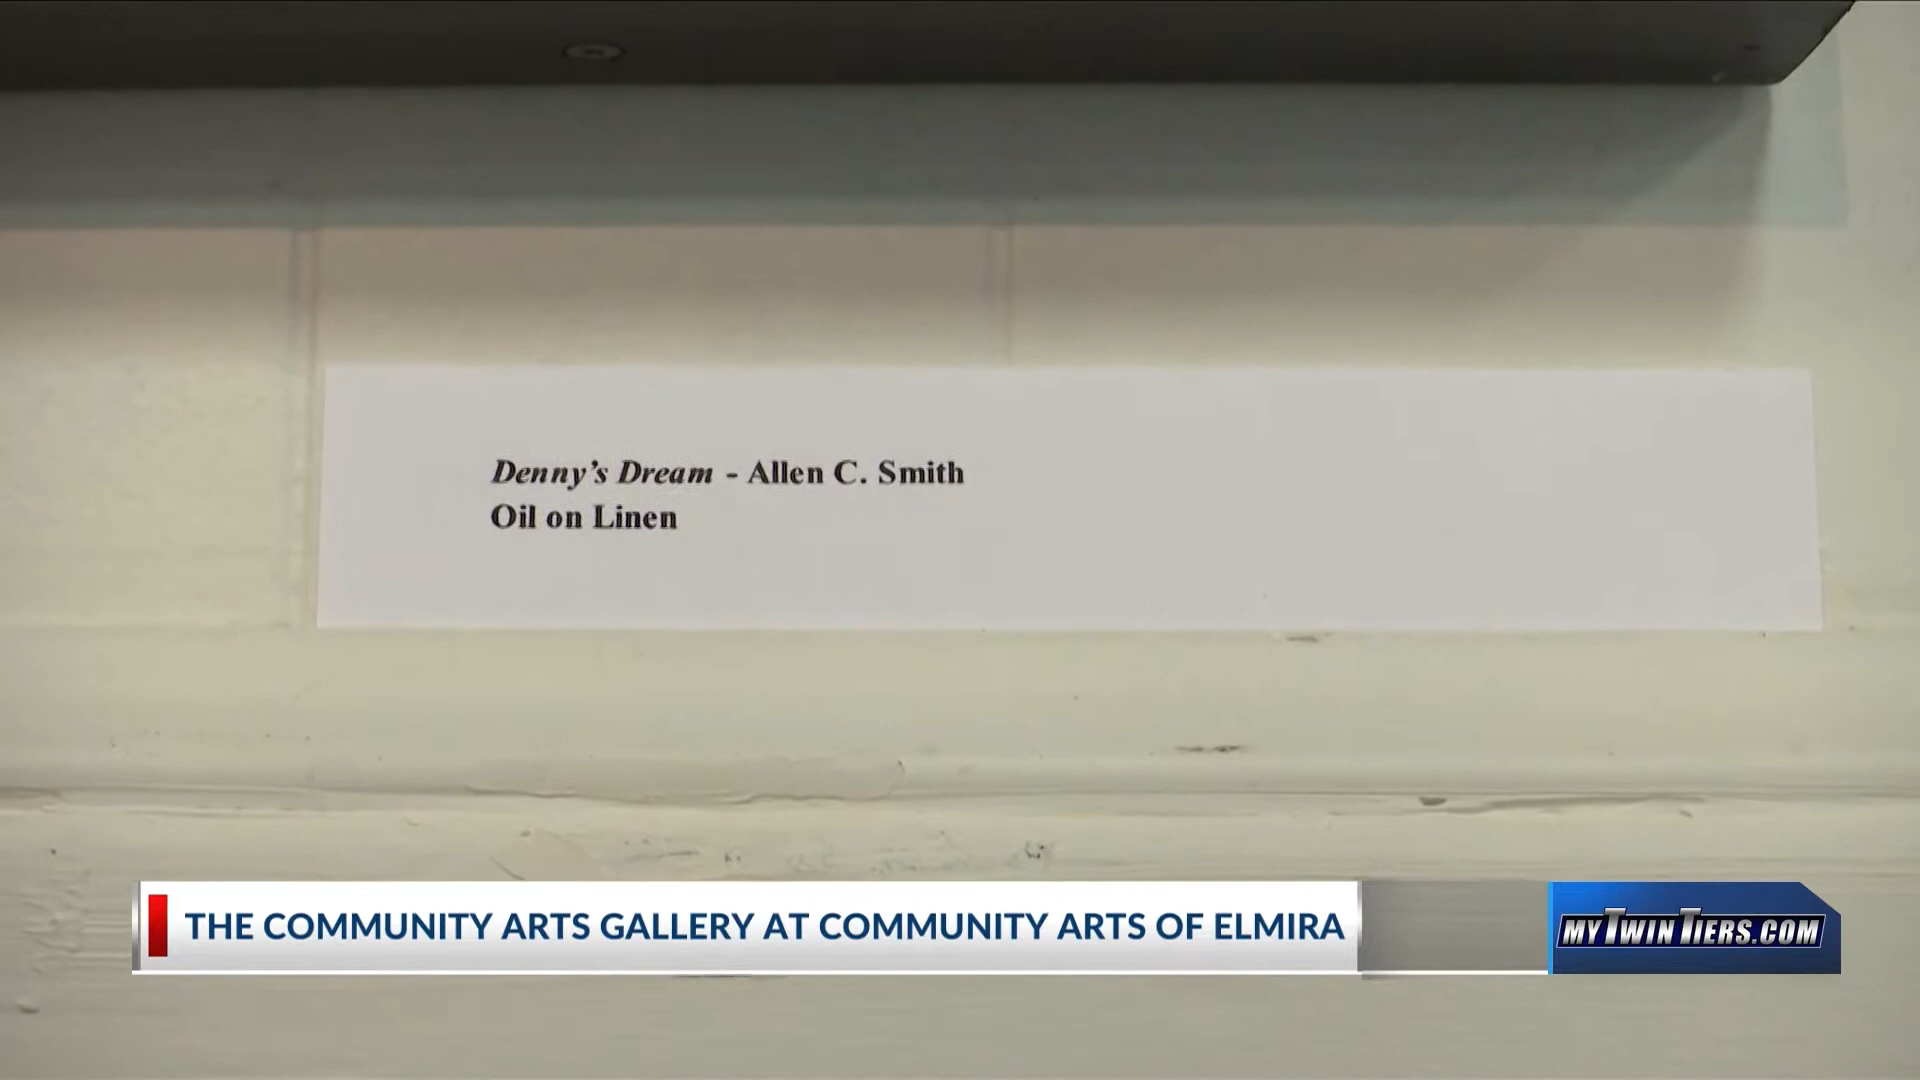 Denny's Dream - Allen C. Smith
Oil on Linen
THE COMMUNITY ARTS GALLERY AT COMMUNITY ARTS OF ELMIRA
MYTWINTIERS.COM